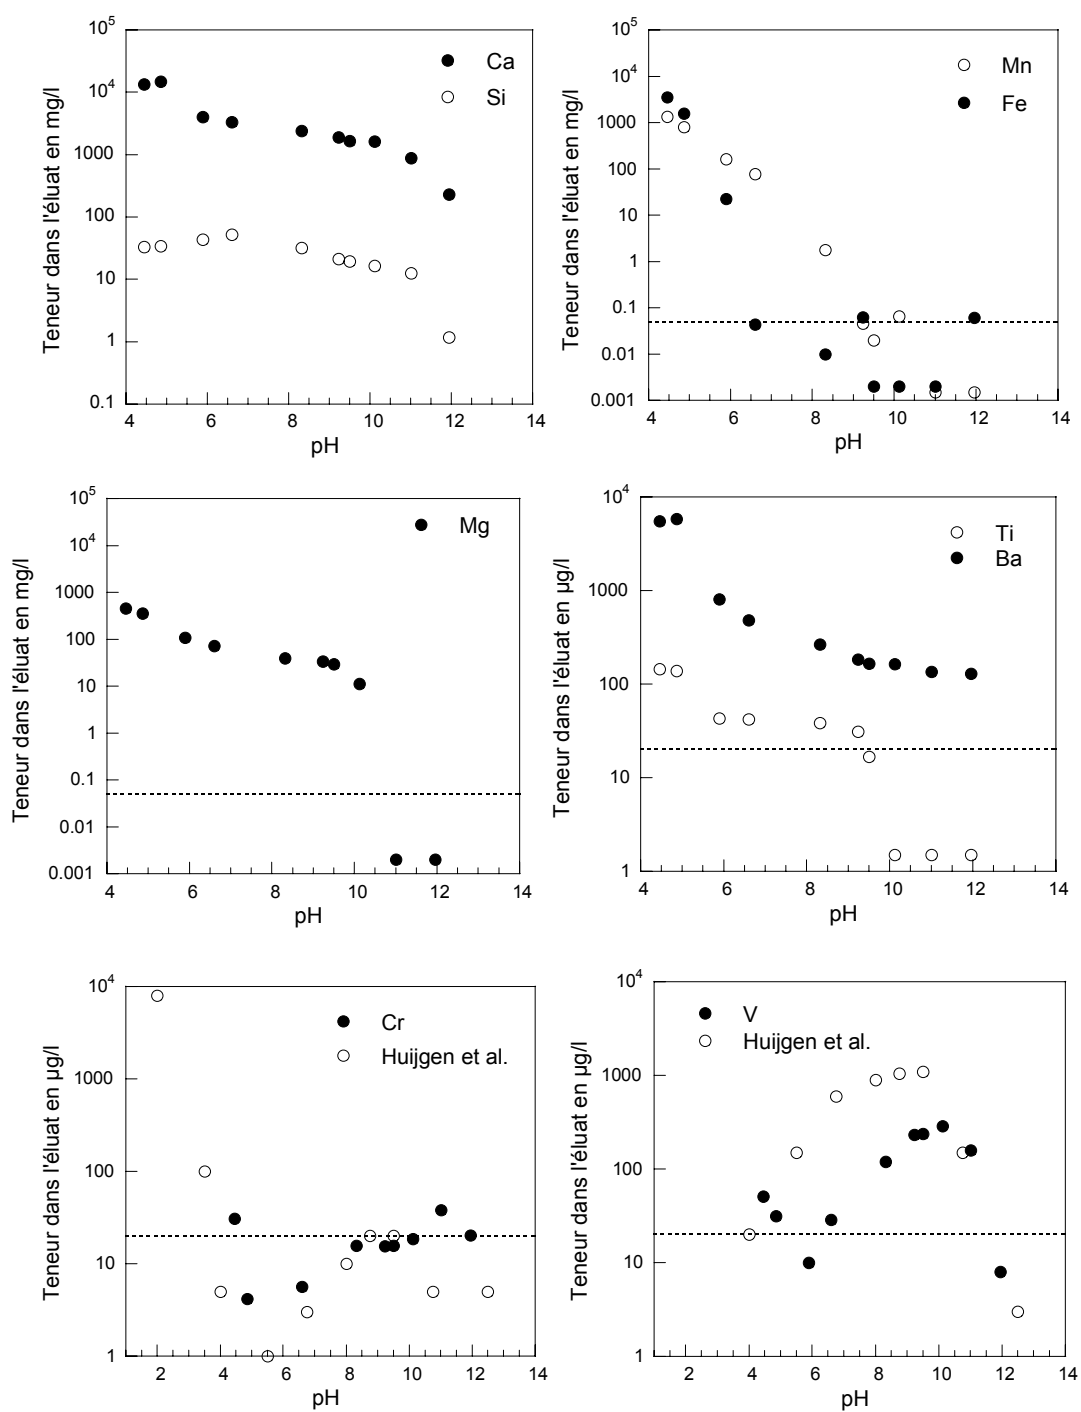 Teneur dans l'éluat en mg/l
10⁵
10⁴
1000
100
10
1
0.1
4 6 8 10 12 14
pH
Ca
Si
Teneur dans l'éluat en mg/l
10⁵
10⁴
1000
100
10
1
0.1
0.01
0.001
4 6 8 10 12 14
pH
Mn
Fe
Teneur dans l'éluat en mg/l
10⁵
10⁴
1000
100
10
1
0.1
0.01
0.001
4 6 8 10 12 14
pH
Mg
Teneur dans l'éluat en µg/l
10⁴
1000
100
10
1
4 6 8 10 12 14
pH
Ti
Ba
Teneur dans l'éluat en µg/l
10⁴
1000
100
10
1
2 4 6 8 10 12 14
pH
Cr
Huijgen et al.
Teneur dans l'éluat en µg/l
10⁴
1000
100
10
1
2 4 6 8 10 12 14
pH
V
Huijgen et al.